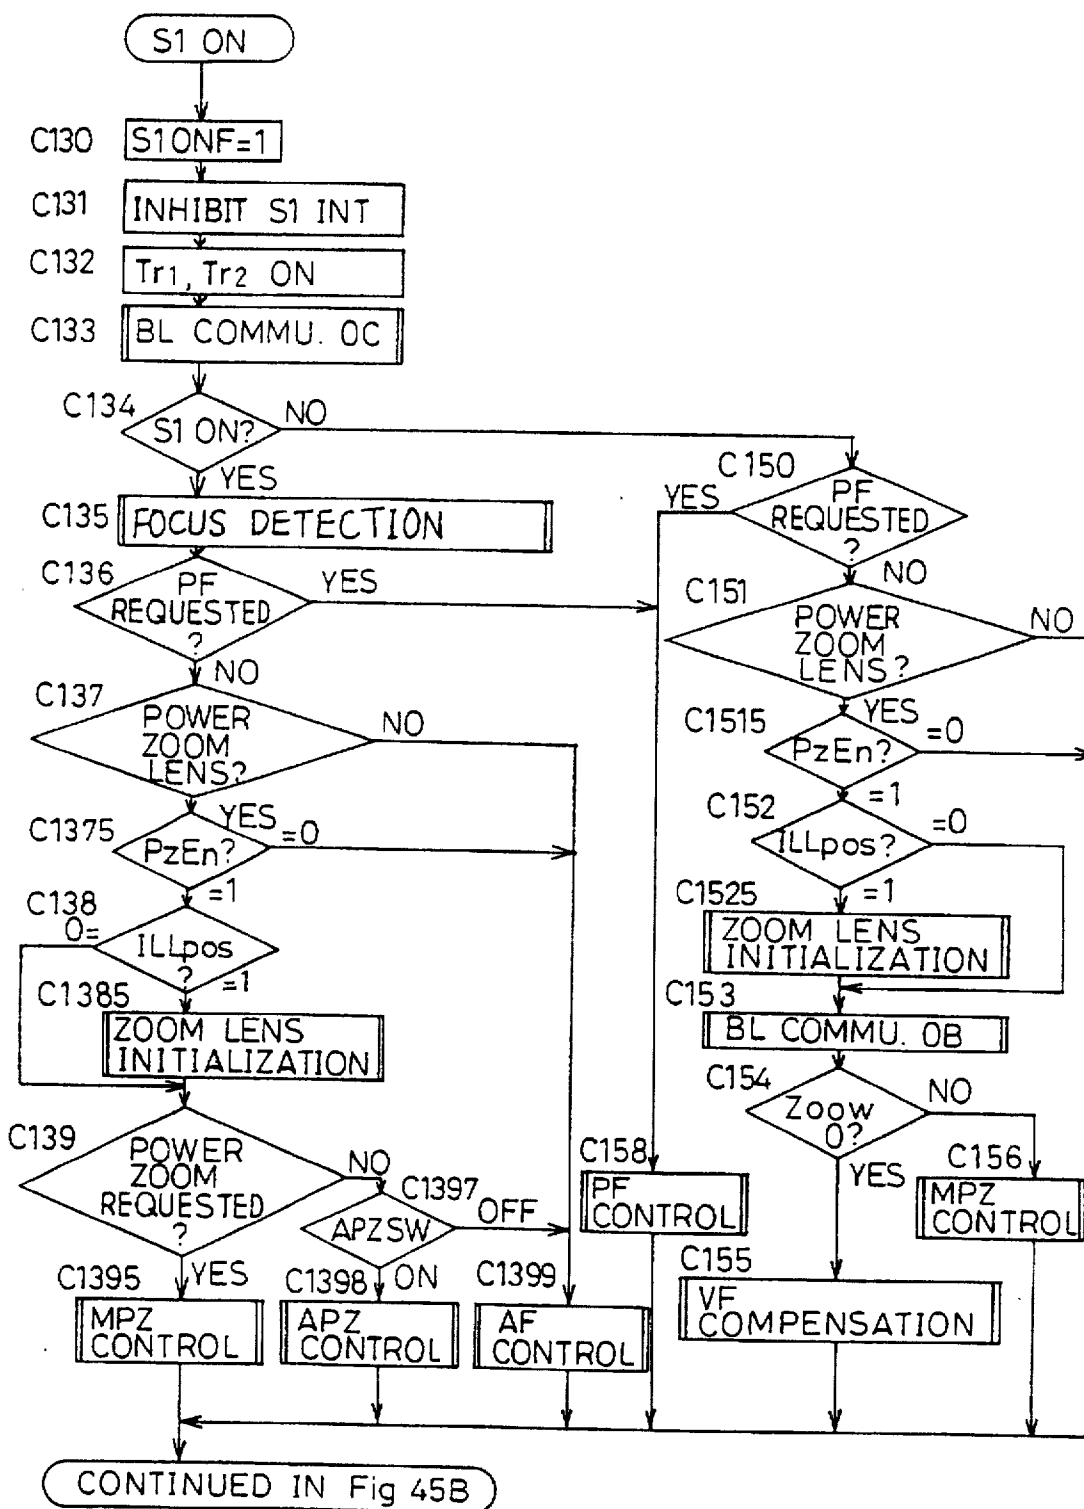 S1 ON
C130
S1ONF=1
C131
INHIBIT S1 INT
C132
Tr1, Tr2 ON
C133
BL COMMU. 0C
C134
S1 ON?
NO
YES
C135
FOCUS DETECTION
C136
PF
REQUESTED
?
YES
NO
C137
POWER
ZOOM
LENS?
NO
YES
C1375
PzEn?
=0
=1
C138
0=
ILLpos
?
=1
C1385
ZOOM LENS
INITIALIZATION
C139
POWER
ZOOM
REQUESTED
?
NO
YES
C1397
APZSW
OFF
ON
C1395
MPZ
CONTROL
C1398
APZ
CONTROL
C1399
AF
CONTROL
C150
PF
REQUESTED
?
YES
NO
C151
POWER
ZOOM
LENS?
NO
YES
C1515
PzEn?
=0
=1
C152
ILLpos?
=0
=1
C1525
ZOOM LENS
INITIALIZATION
C153
BL COMMU. 0B
C154
Zoow
0?
NO
YES
C158
PF
CONTROL
C156
MPZ
CONTROL
C155
VF
COMPENSATION
CONTINUED IN Fig 45B